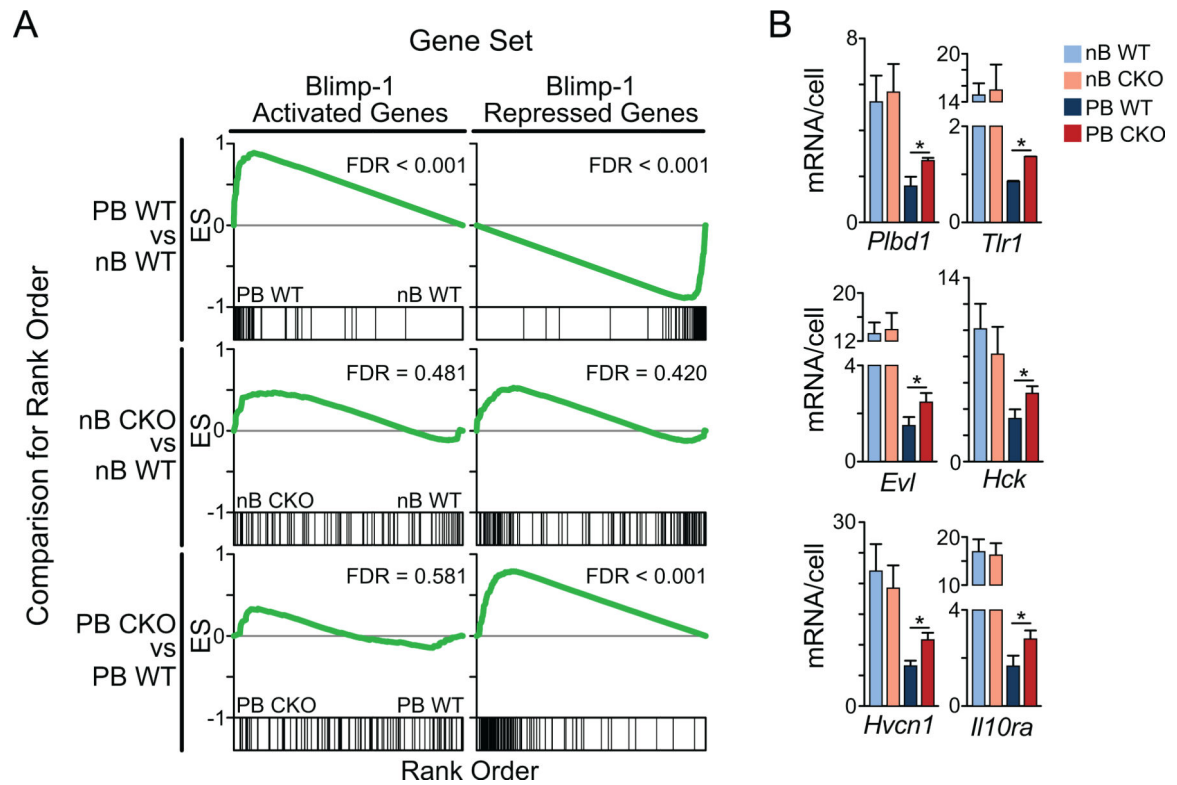 A
Gene Set
Blimp-1
Activated Genes
Blimp-1
Repressed Genes
Comparison for Rank Order
PB WT
vs
nB WT
ES
1
0
-1
FDR < 0.001
PB WT
nB WT
FDR < 0.001
nB CKO
vs
nB WT
ES
1
0
-1
FDR = 0.481
nB CKO
nB WT
FDR = 0.420
PB CKO
vs
PB WT
ES
1
0
-1
FDR = 0.581
PB CKO
PB WT
FDR < 0.001
Rank Order
B
nB WT
nB CKO
PB WT
PB CKO
mRNA/cell
8
0
*
Plbd1
20
14
2
0
*
Tlr1
mRNA/cell
20
12
4
0
*
Evl
14
0
*
Hck
mRNA/cell
30
0
*
Hvcn1
20
10
4
0
*
Il10ra